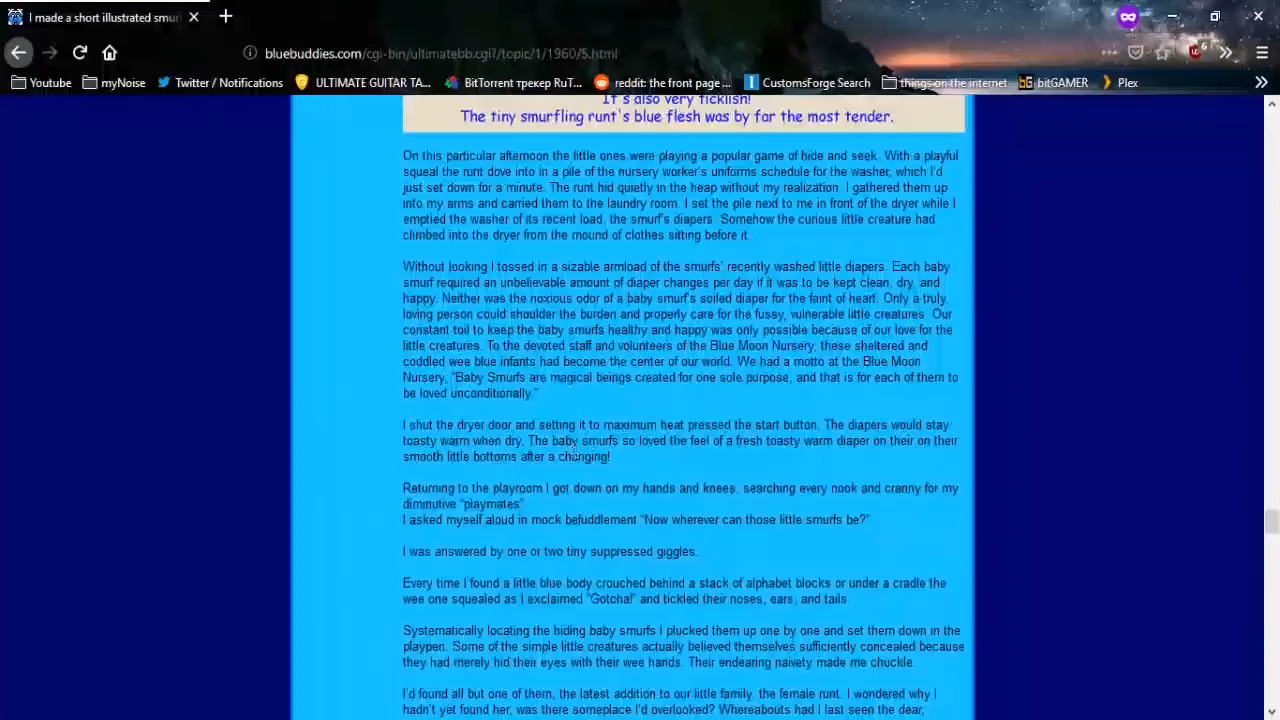 I made a short illustrated smur
bluebuddies.com/cgi-bin/ultimatebb.cgi?/topic/1/1960/5.html
6
Youtube
myNoise
Twitter / Notifications
ULTIMATE GUITAR TA...
BitTorrent трекер RuT...
reddit: the front page ...
CustomsForge Search
things on the internet
bitGAMER
Plex
It's also very ticklish!
The tiny smurfling runt's blue flesh was by far the most tender.
On this particular afternoon the little ones were playing a popular game of hide and seek. With a playful
squeal the runt dove into in a pile of the nursery worker's uniforms schedule for the washer, which I'd
just set down for a minute. The runt hid quietly in the heap without my realization. I gathered them up
into my arms and carried them to the laundry room. I set the pile next to me in front of the dryer while I
emptied the washer of its recent load, the smurf's diapers. Somehow the curious little creature had
climbed into the dryer from the mound of clothes sitting before it.
Without looking I tossed in a sizable armload of the smurfs' recently washed little diapers. Each baby
smurf required an unbelievable amount of diaper changes per day if it was to be kept clean, dry, and
happy. Neither was the noxious odor of a baby smurf's soiled diaper for the faint of heart. Only a truly
loving person could shoulder the burden and properly care for the fussy, vulnerable little creatures. Our
constant toil to keep the baby smurfs healthy and happy was only possible because of our love for the
little creatures. To the devoted staff and volunteers of the Blue Moon Nursery, these sheltered and
coddled wee blue infants had become the center of our world. We had a motto at the Blue Moon
Nursery, "Baby Smurfs are magical beings created for one sole purpose, and that is for each of them to
be loved unconditionally."
I shut the dryer door and setting it to maximum heat pressed the start button. The diapers would stay
toasty warm when dry. The baby smurfs so loved the feel of a fresh toasty warm diaper on their on their
smooth little bottoms after a changing!
Returning to the playroom I got down on my hands and knees, searching every nook and cranny for my
diminutive "playmates"
I asked myself aloud in mock befuddlement "Now wherever can those little smurfs be?"
I was answered by one or two tiny suppressed giggles.
Every time I found a little blue body crouched behind a stack of alphabet blocks or under a cradle the
wee one squealed as I exclaimed "Gotcha!" and tickled their noses, ears, and tails.
Systematically locating the hiding baby smurfs I plucked them up one by one and set them down in the
playpen. Some of the simple little creatures actually believed themselves sufficiently concealed because
they had merely hid their eyes with their wee hands. Their endearing naivety made me chuckle.
I'd found all but one of them, the latest addition to our little family, the female runt. I wondered why I
hadn't yet found her, was there someplace I'd overlooked? Whereabouts had I last seen the dear,